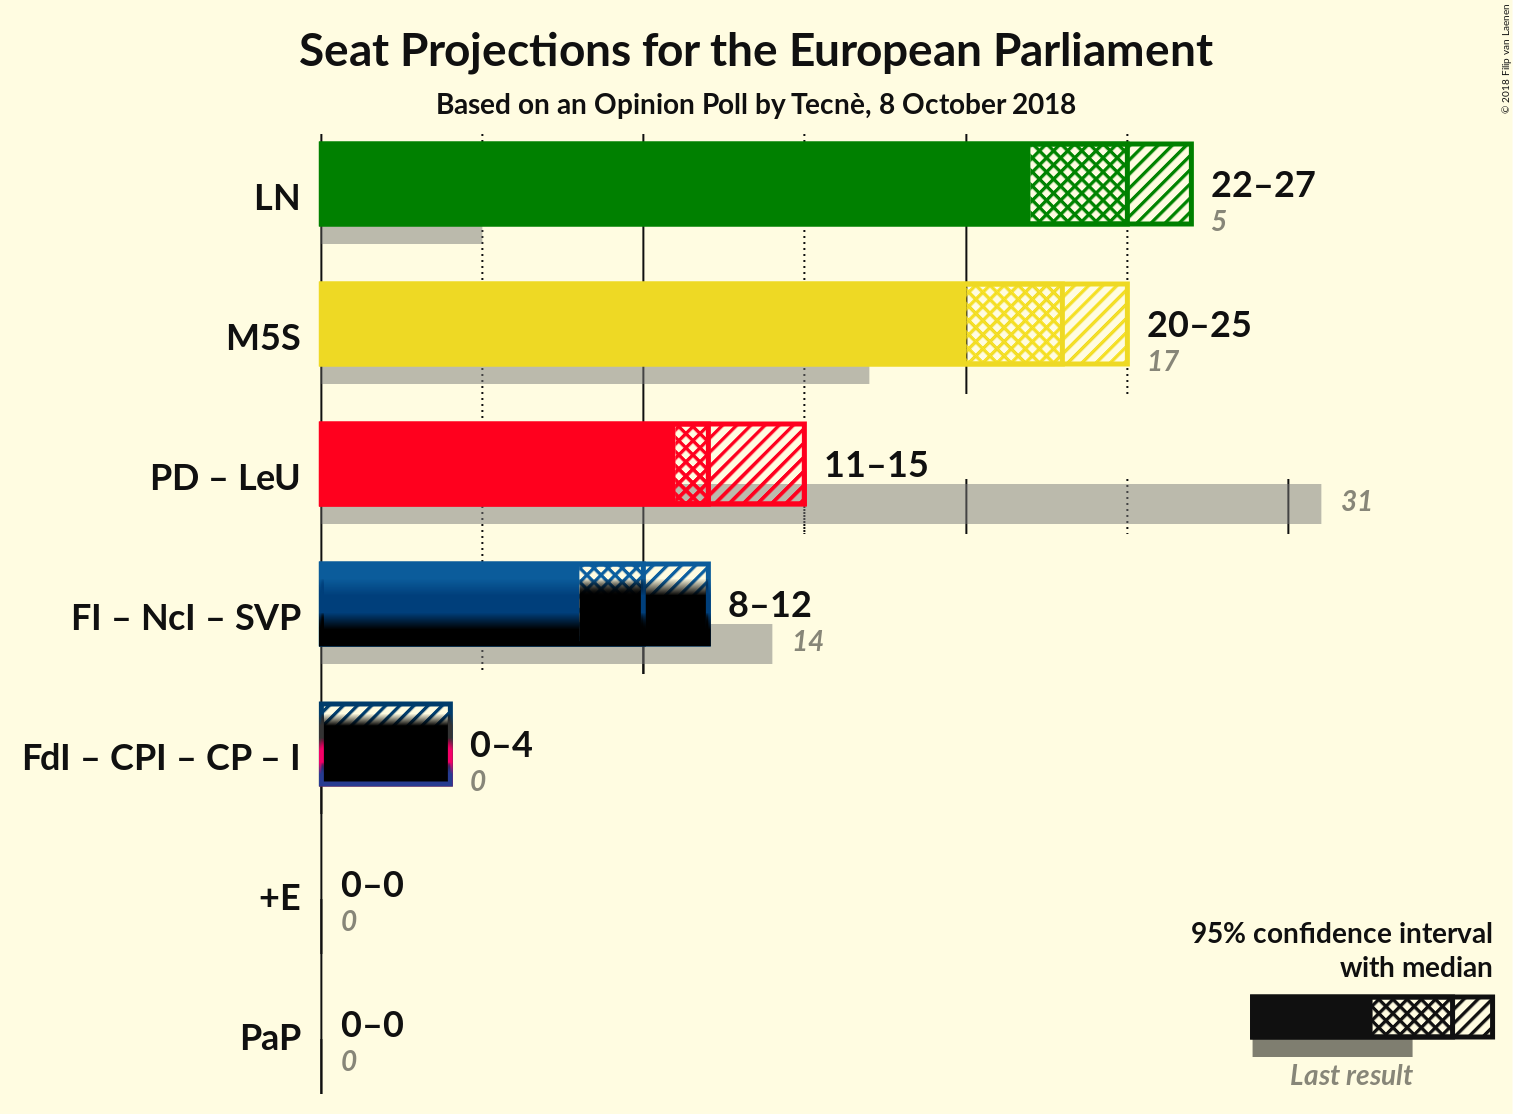 Seat Projections for the European Parliament
Based on an Opinion Poll by Tecnè, 8 October 2018
© 2018 Filip van Laenen
LN
22–27
5
M5S
20–25
17
PD – LeU
11–15
31
FI – NcI – SVP
8–12
14
FdI – CPI – CP – I
0–4
0
+E
0–0
0
PaP
0–0
0
95% confidence interval
with median
Last result